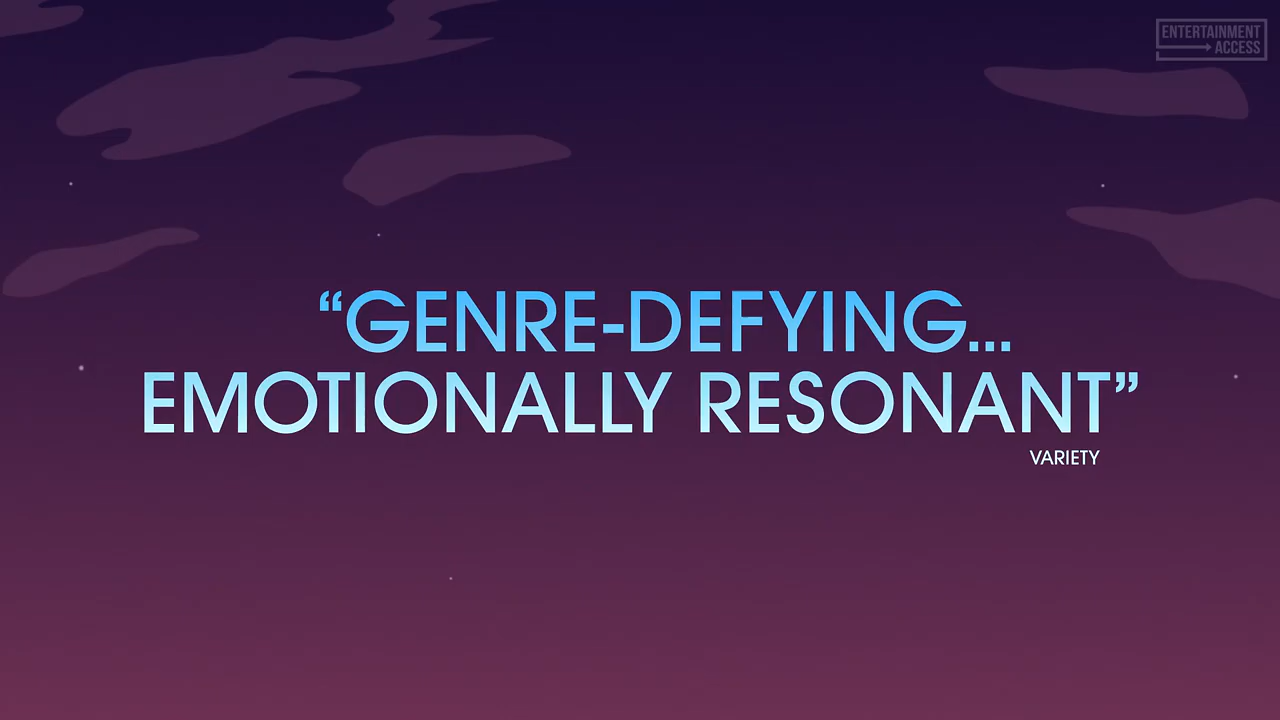 ENTERTAINMENT
ACCESS
“GENRE-DEFYING...
EMOTIONALLY RESONANT”
VARIETY